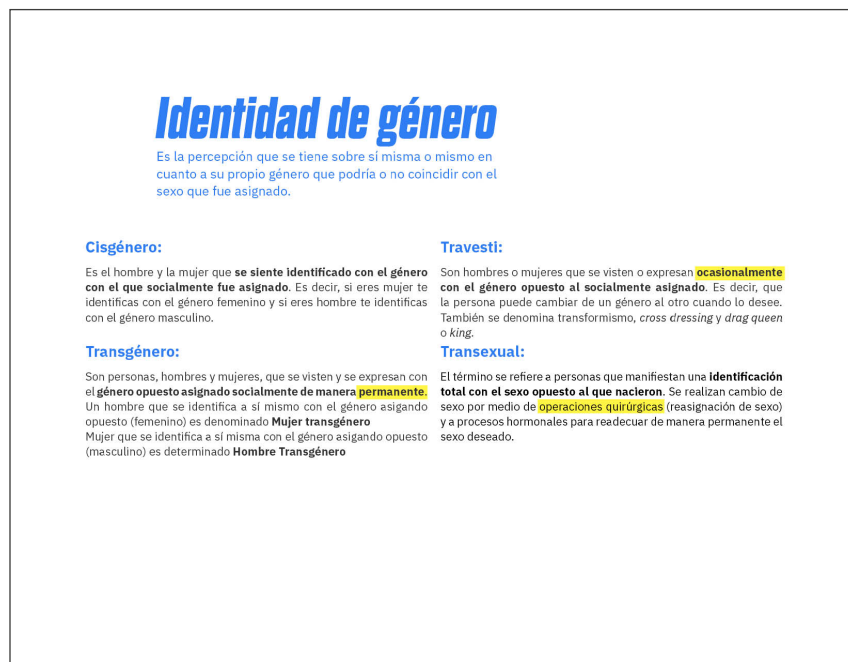 Identidad de género
Es la percepción que se tiene sobre sí misma o mismo en
cuanto a su propio género que podría o no coincidir con el
sexo que fue asignado.
Cisgénero:
Es el hombre y la mujer que se siente identificado con el género
con el que socialmente fue asignado. Es decir, si eres mujer te
identificas con el género femenino y si eres hombre te identificas
con el género masculino.
Transgénero:
Son personas, hombres y mujeres, que se visten y se expresan con
el género opuesto asignado socialmente de manera permanente.
Un hombre que se identifica a sí mismo con el género asigando
opuesto (femenino) es denominado Mujer transgénero
Mujer que se identifica a sí misma con el género asigando opuesto
(masculino) es determinado Hombre Transgénero
Travesti:
Son hombres o mujeres que se visten o expresan ocasionalmente
con el género opuesto al socialmente asignado. Es decir, que
la persona puede cambiar de un género al otro cuando lo desee.
También se denomina transformismo, cross dressing y drag queen
o king.
Transexual:
El término se refiere a personas que manifiestan una identificación
total con el sexo opuesto al que nacieron. Se realizan cambio de
sexo por medio de operaciones quirúrgicas (reasignación de sexo)
y a procesos hormonales para readecuar de manera permanente el
sexo deseado.